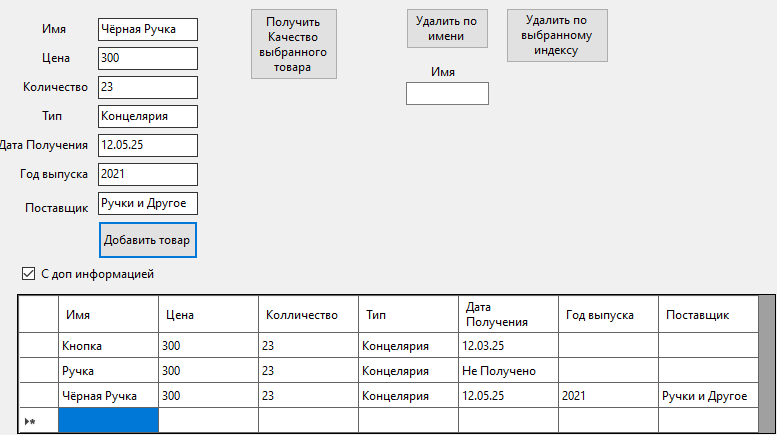 Имя
Чёрная Ручка
Цена
300
Количество
23
Тип
Концелярия
Дата Получения
12.05.25
Год выпуска
2021
Поставщик
Ручки и Другое
Добавить товар
Получить
Качество
выбранного
товара
Удалить по
имени
Имя
Удалить по
выбранному
индексу
С доп информацией
Имя Цена Колличество Тип Дата Получения Год выпуска Поставщик
Кнопка 300 23 Концелярия 12.03.25
Ручка 300 23 Концелярия Не Получено
Чёрная Ручка 300 23 Концелярия 12.05.25 2021 Ручки и Другое